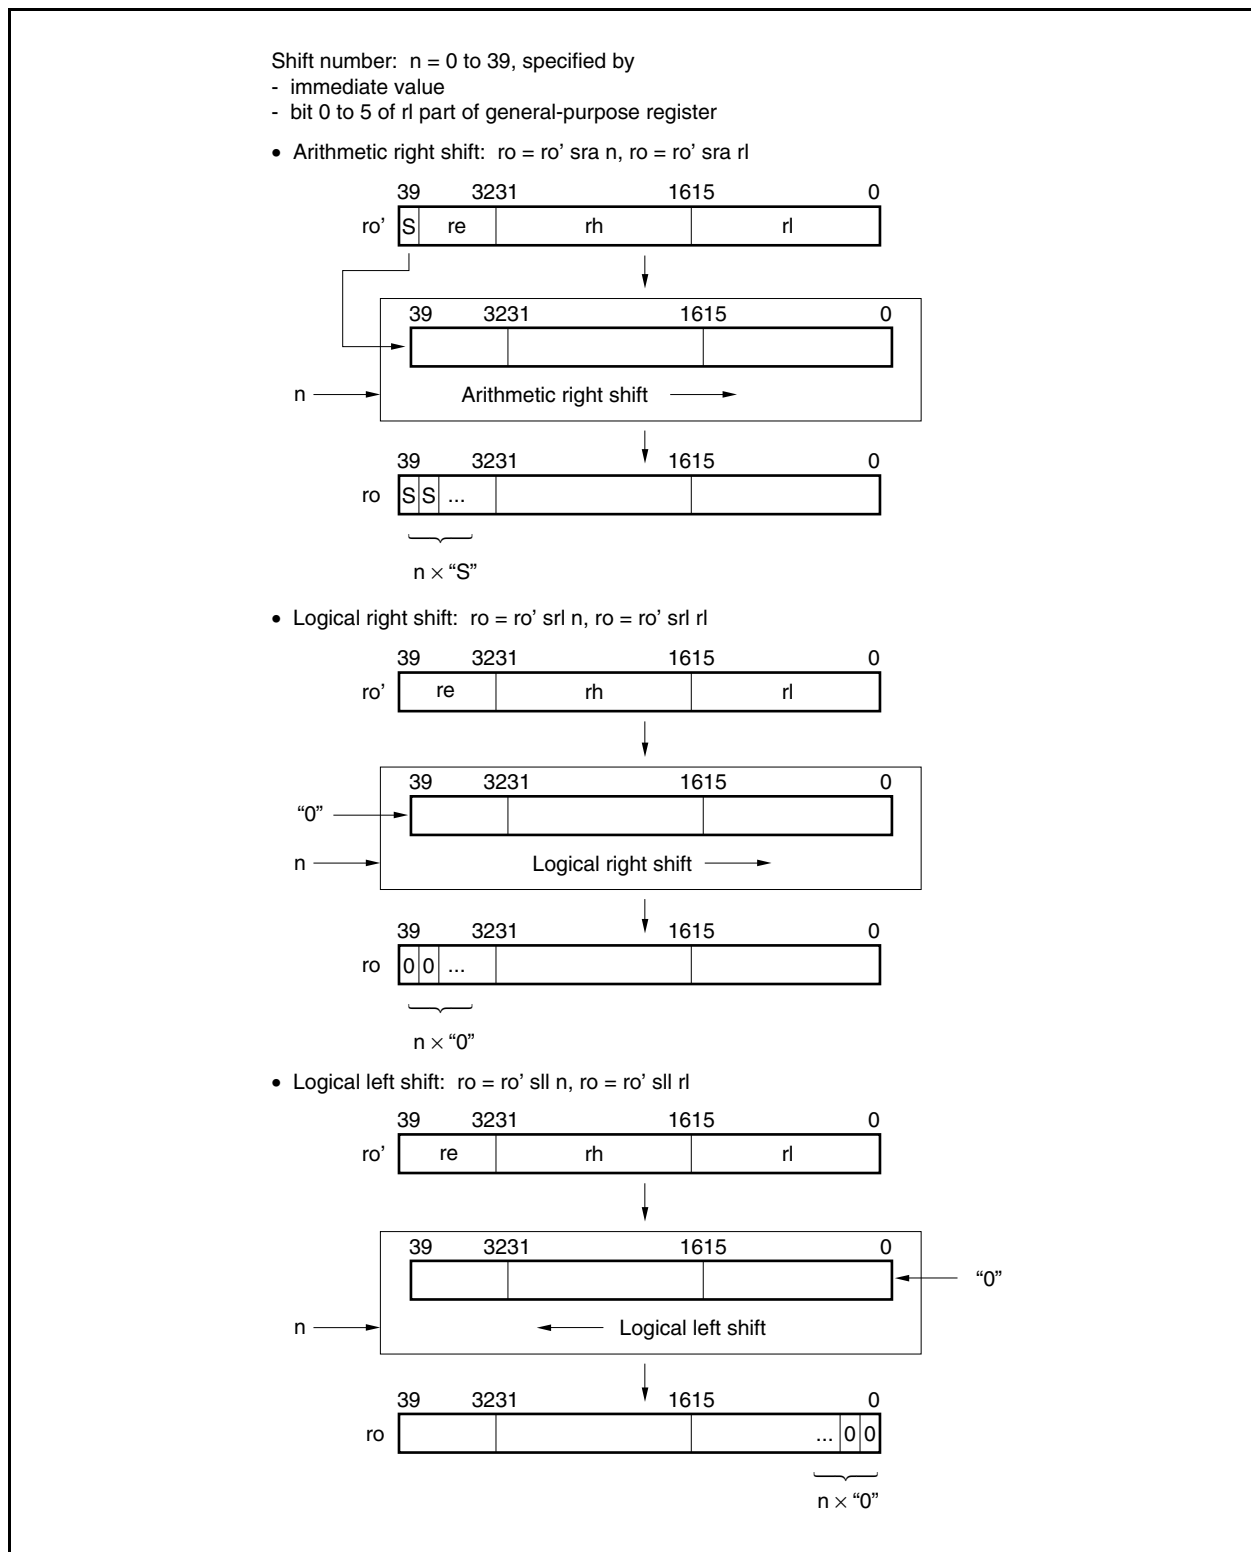 Shift number: n = 0 to 39, specified by
- immediate value
- bit 0 to 5 of rl part of general-purpose register
• Arithmetic right shift: ro = ro’ sra n, ro = ro’ sra rl
39 3231 1615 0
ro’ S re rh rl
39 3231 1615 0
n Arithmetic right shift
39 3231 1615 0
ro S S ...
n × “S”
• Logical right shift: ro = ro’ srl n, ro = ro’ srl rl
39 3231 1615 0
ro’ re rh rl
39 3231 1615 0
“0”
n Logical right shift
39 3231 1615 0
ro 0 0 ...
n × “0”
• Logical left shift: ro = ro’ sll n, ro = ro’ sll rl
39 3231 1615 0
ro’ re rh rl
39 3231 1615 0
“0”
n Logical left shift
39 3231 1615 0
ro ... 0 0
n × “0”